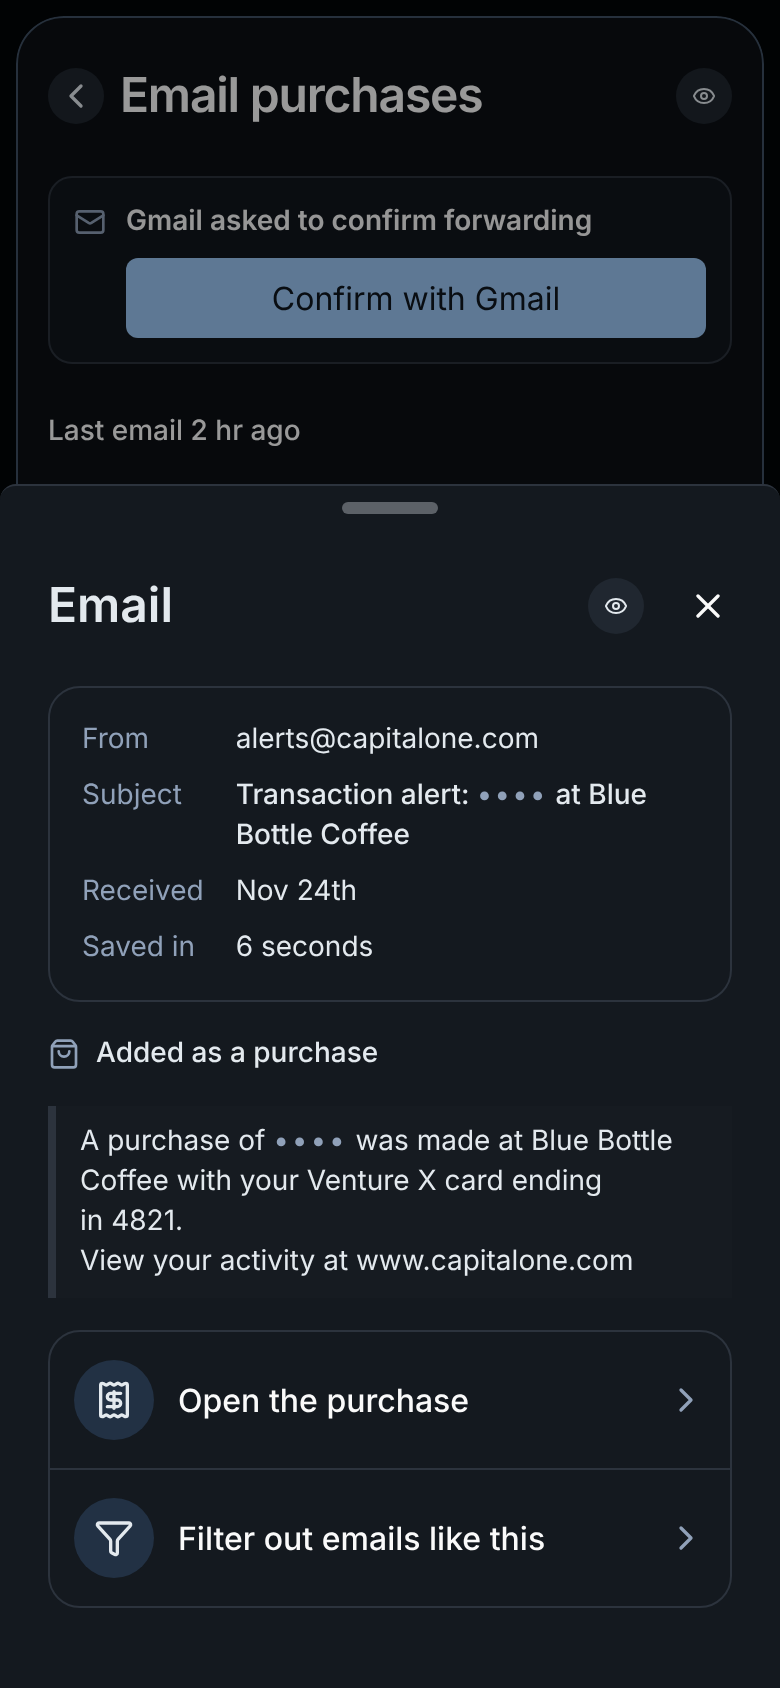 Email purchases
Gmail asked to confirm forwarding
Confirm with Gmail
Last email 2 hr ago
Email
From alerts@capitalone.com
Subject Transaction alert: •••• at Blue
Bottle Coffee
Received Nov 24th
Saved in 6 seconds
Added as a purchase
A purchase of •••• was made at Blue Bottle
Coffee with your Venture X card ending
in 4821.
View your activity at www.capitalone.com
Open the purchase
Filter out emails like this